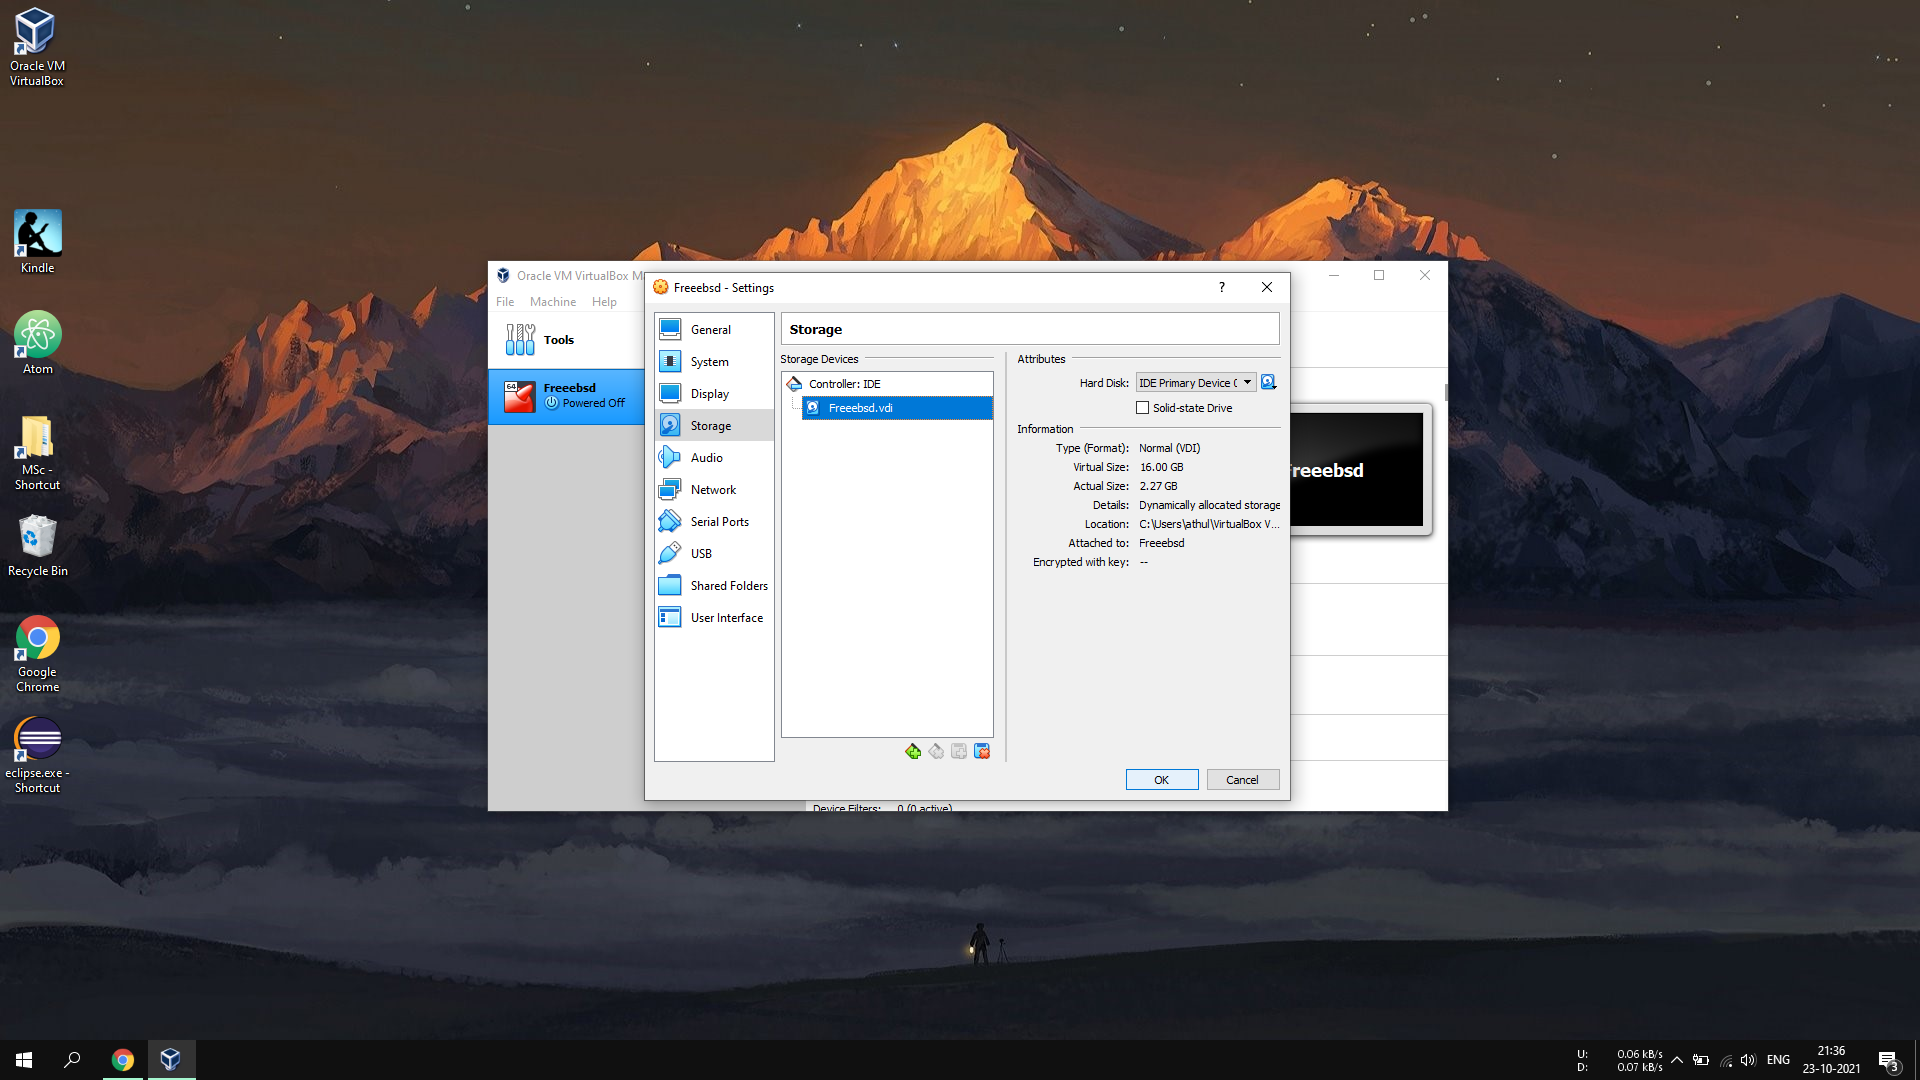 Oracle VM
VirtualBox
Kindle
Atom
MSc -
Shortcut
Recycle Bin
Google
Chrome
eclipse.exe -
Shortcut
Oracle VM VirtualBox M
File Machine Help
Tools
64
Freeebsd
Powered Off
Freeebsd - Settings
?
General
System
Display
Storage
Audio
Network
Serial Ports
USB
Shared Folders
User Interface
Storage
Storage Devices
Controller: IDE
Freeebsd.vdi
Attributes
Hard Disk: IDE Primary Device
Solid-state Drive
Information
Type (Format): Normal (VDI)
Virtual Size: 16.00 GB
Actual Size: 2.27 GB
Details: Dynamically allocated storage
Location: C:\Users\athul\VirtualBox V...
Attached to: Freeebsd
Encrypted with key: --
OK Cancel
Freeebsd
Device Filters: 0 (0 active)
U: 0.06 kB/s
D: 0.07 kB/s
ENG
21:36
23-10-2021
3